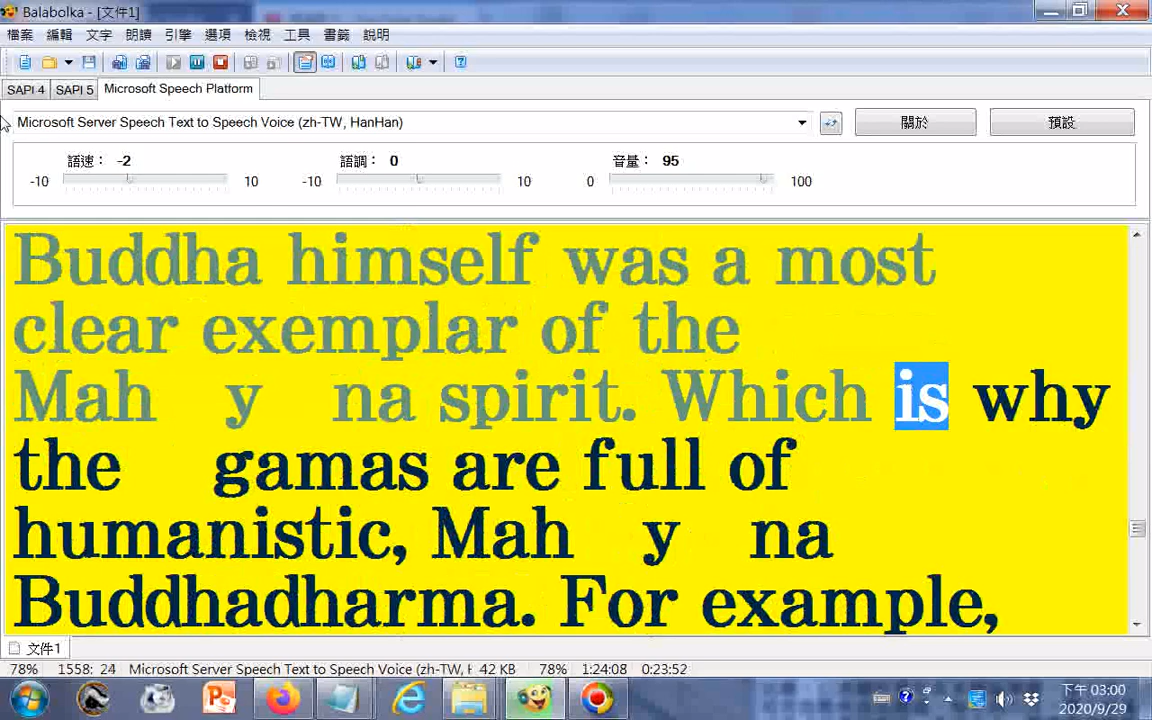 Balabolka - [文件1]
檔案 編輯 文字 朗讀 引擎 選項 檢視 工具 書籤 說明
SAPI 4 SAPI 5 Microsoft Speech Platform
Microsoft Server Speech Text to Speech Voice (zh-TW, HanHan) 關於 預設
語速： -2 語調： 0 音量： 95
-10 10 -10 10 0 100
Buddha himself was a most
clear exemplar of the
Mah y na spirit. Which is why
the gamas are full of
humanistic, Mah y na
Buddhadharma. For example,
文件1
78% 1558: 24 Microsoft Server Speech Text to Speech Voice (zh-TW, H 42 KB 78% 1:24:08 0:23:52
下午 03:00
2020/9/29